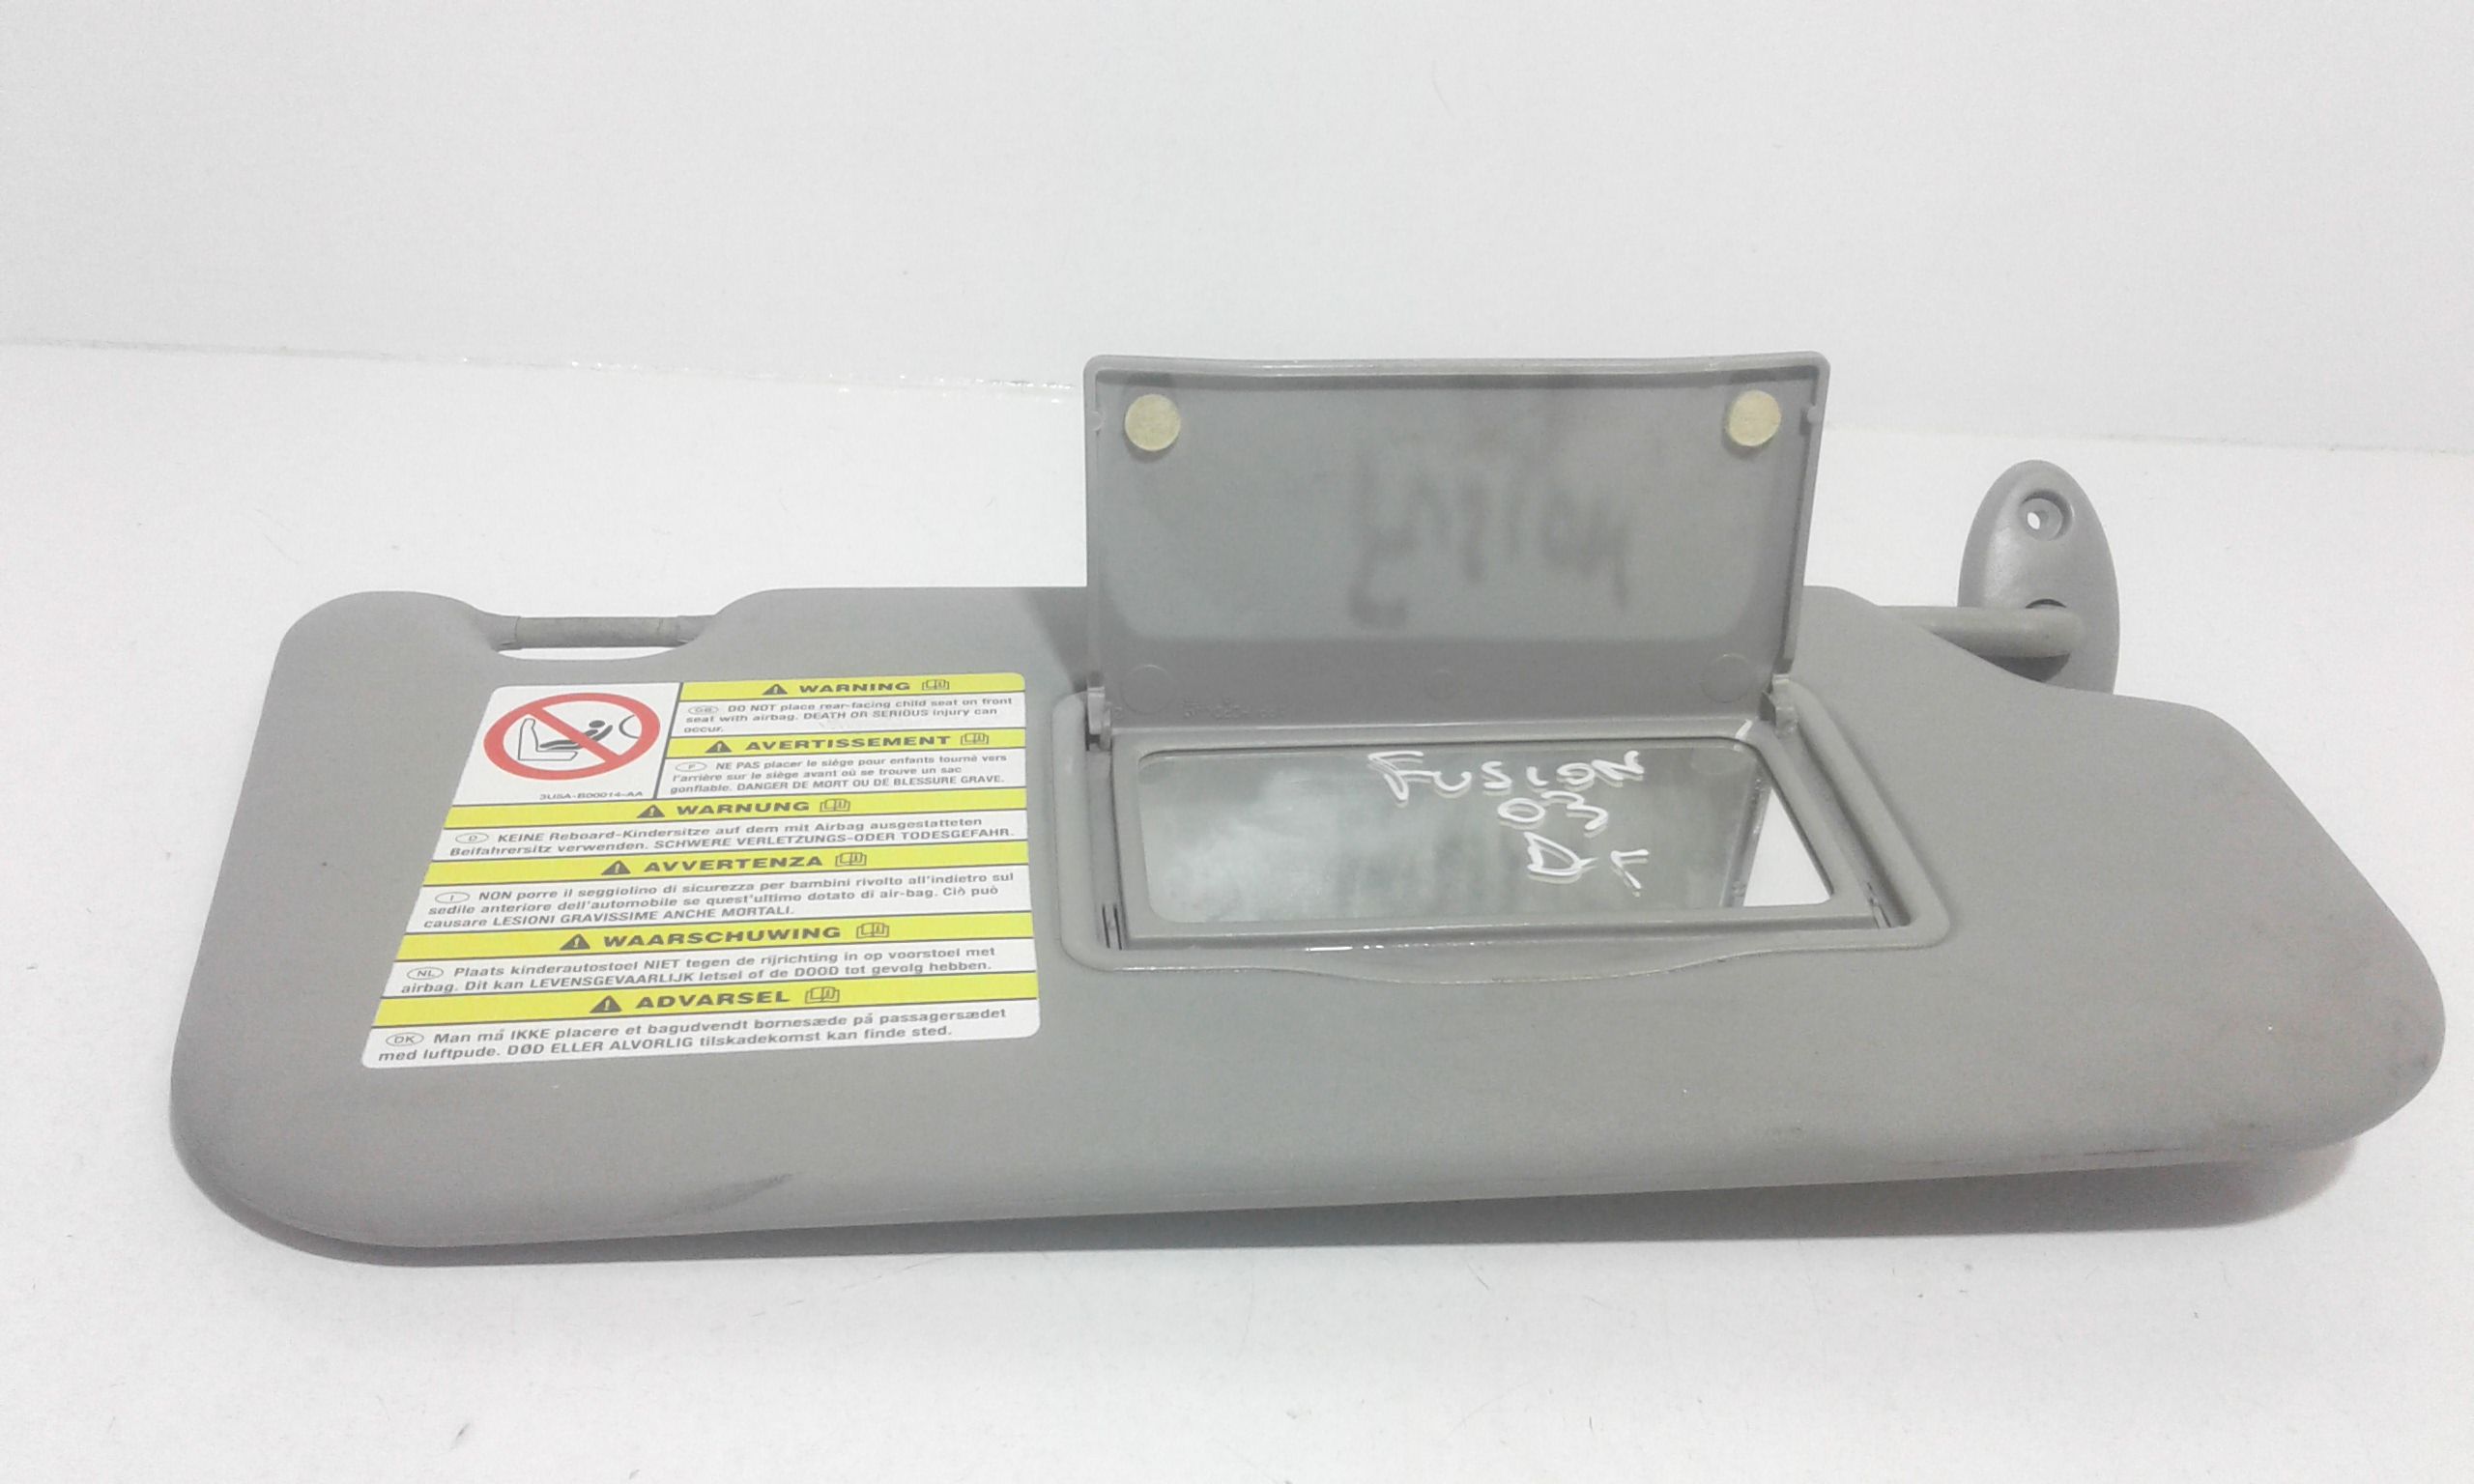 WARNING
GB DO NOT place rear-facing child seat on front
seat with airbag. DEATH OR SERIOUS injury can
occur.
AVERTISSEMENT
F NE PAS placer le siège pour enfants tourné vers
l'arrière sur le siège avant où se trouve un sac
gonflable. DANGER DE MORT OU DE BLESSURE GRAVE.
3USA-B00014-AA
WARNUNG
D KEINE Reboard-Kindersitze auf dem mit Airbag ausgestatteten
Beifahrersitz verwenden. SCHWERE VERLETZUNGS-ODER TODESGEFAHR.
AVVERTENZA
I NON porre il seggiolino di sicurezza per bambini rivolto all'indietro sul
sedile anteriore dell'automobile se quest'ultimo dotato di air-bag. Ciò può
causare LESIONI GRAVISSIME ANCHE MORTALI.
WAARSCHUWING
NL Plaats kinderautostoel NIET tegen de rijrichting in op voorstoel met
airbag. Dit kan LEVENSGEVAARLIJK letsel of de DOOD tot gevolg hebben.
ADVARSEL
DK Man må IKKE placere et bagudvendt bornesæde på passagersædet
med luftpude. DØD ELLER ALVORLIG tilskadekomst kan finde sted.
Fusion
Fusion
03